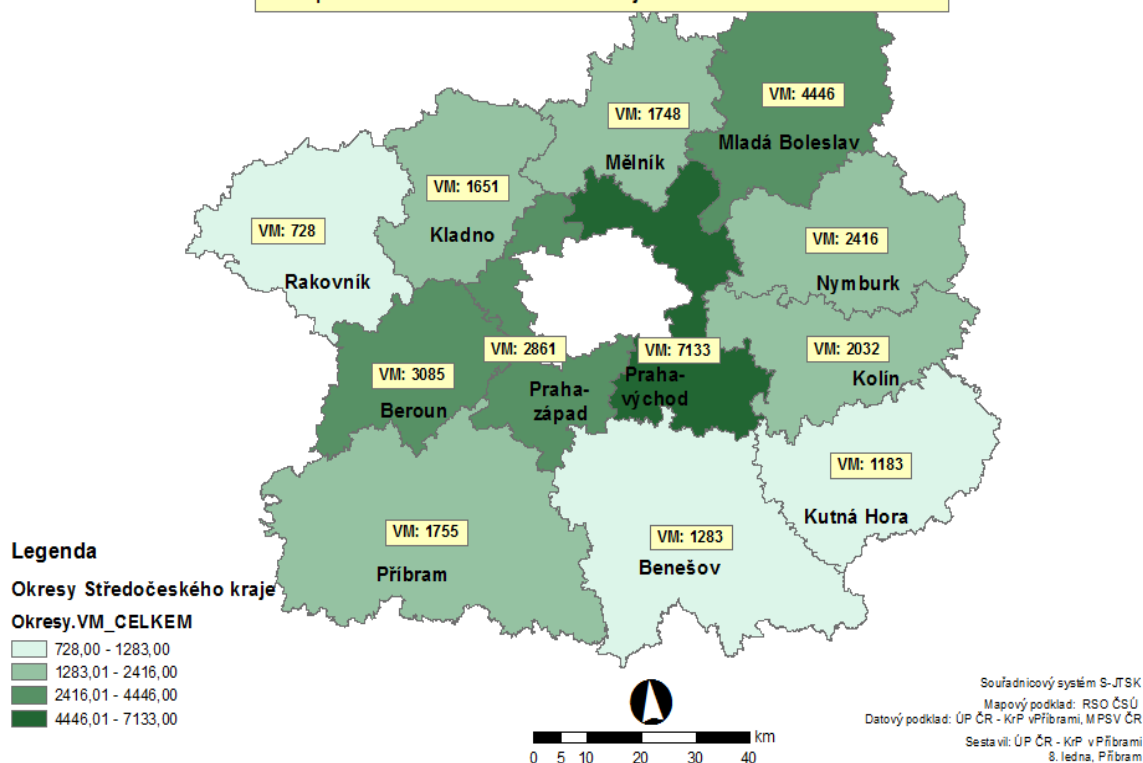 VM: 4446
Mladá Boleslav
VM: 1748
Mělník
VM: 1651
Kladno
VM: 728
Rakovník
VM: 2416
Nymburk
VM: 2861
VM: 7133
VM: 2032
Kolín
VM: 3085
Beroun
Praha-
západ
Praha-
východ
VM: 1183
Kutná Hora
VM: 1755
Příbram
VM: 1283
Benešov
Legenda
Okresy Středočeského kraje
Okresy.VM_CELKEM
728,00 - 1283,00
1283,01 - 2416,00
2416,01 - 4446,00
4446,01 - 7133,00
km
0 5 10 20 30 40
Souřadnicový systém S-JTSK
Mapový podklad: RSO ČSÚ
Datový podklad: ÚP ČR - KrP vPříbrami, MPSV ČR
Sestavil: ÚP ČR - KrP v Příbrami
8. ledna, Příbram